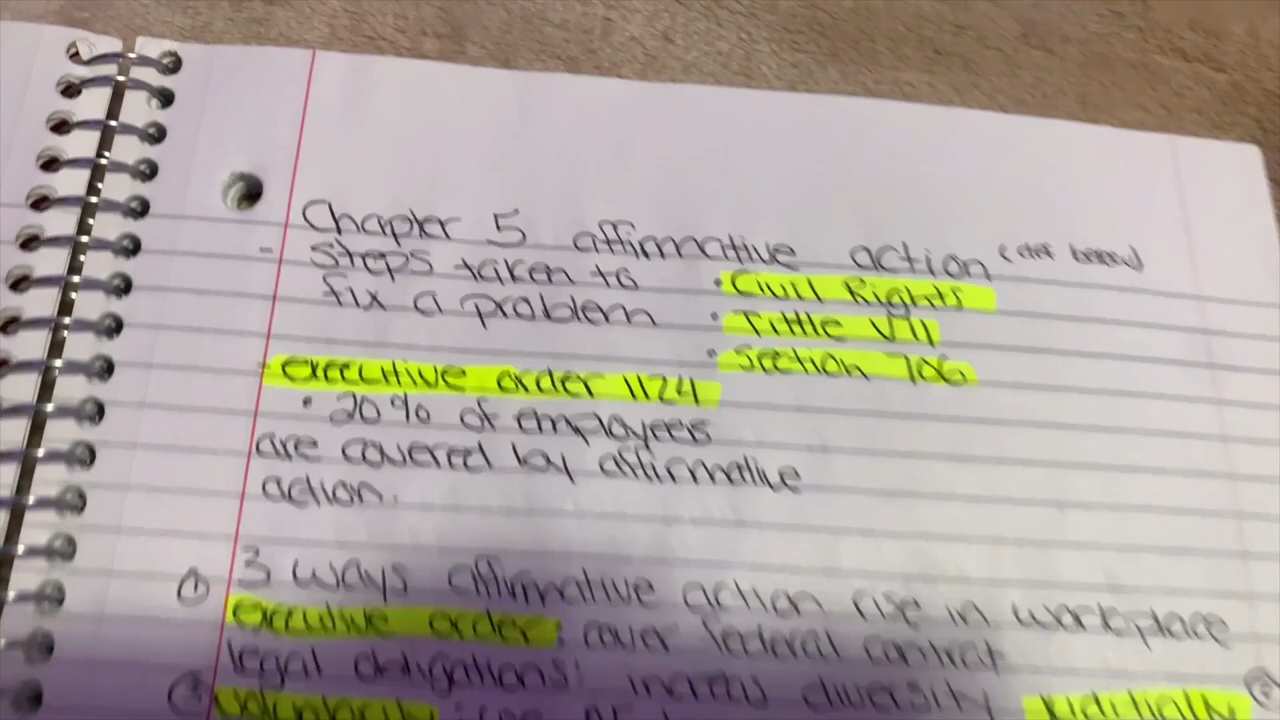 Chapter 5 affirmative action
- Steps taken to
fix a problem
• Civil Rights
• Tittle VII
• Section 706
- executive order 1124
• 20% of employees
are covered by affirmative
action.
① 3 ways affirmative action rise in workplace
executive order: cover federal contract
legal obligations: diversity